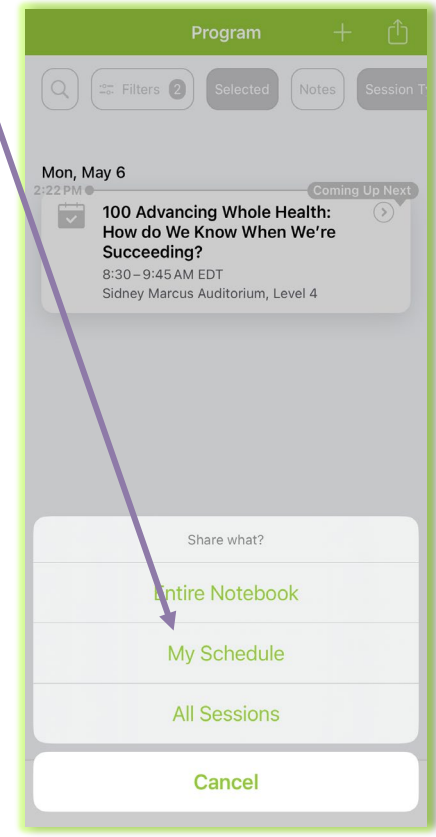 Program
Filters 2 Selected Notes Session T
Mon, May 6
2:22 PM Coming Up Next
100 Advancing Whole Health:
How do We Know When We're
Succeeding?
8:30 – 9:45 AM EDT
Sidney Marcus Auditorium, Level 4
Share what?
Entire Notebook
My Schedule
All Sessions
Cancel